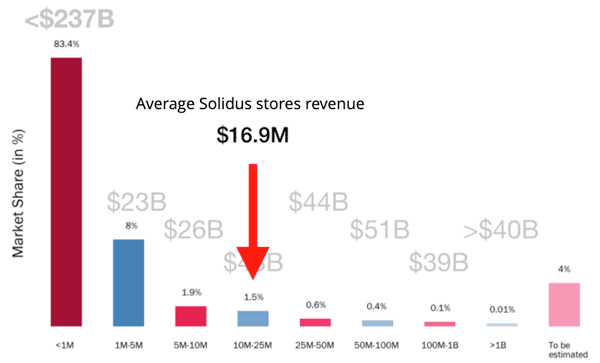 <$237B
83.4%
Average Solidus stores revenue
$16.9M
Market Share (in %)
$23B
$26B
$44B
$51B
$39B
>$40B
8%
1.9%
1.5%
0.6%
0.4%
0.1%
0.01%
4%
<1M
1M-5M
5M-10M
10M-25M
25M-50M
50M-100M
100M-1B
>1B
To be
estimated